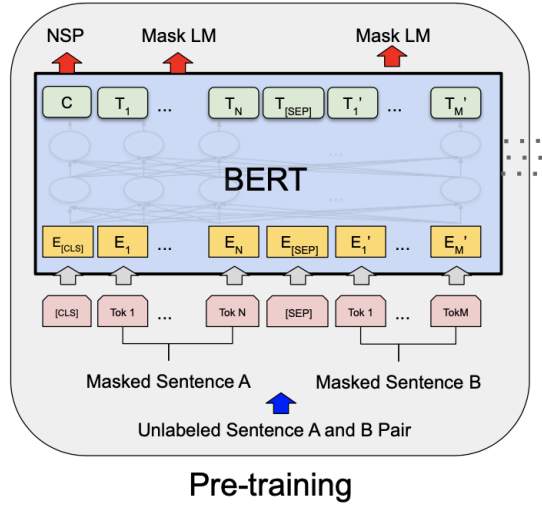 NSP Mask LM Mask LM
C T1 ... TN T[SEP] T1' ... TM'
...
BERT
...
E[CLS] E1 ... EN E[SEP] E1' ... EM'
[CLS] Tok 1 ... Tok N [SEP] Tok 1 ... TokM
Masked Sentence A Masked Sentence B
Unlabeled Sentence A and B Pair
Pre-training